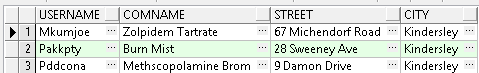 USERNAME COMNAME STREET CITY
1 Mkumjoe ··· Zolpidem Tartrate ··· 67 Michendorf Road ··· Kindersley ···
2 Pakkpty ··· Burn Mist ··· 28 Sweeney Ave ··· Kindersley ···
3 Pddcona ··· Methscopolamine Brom ··· 9 Damon Drive ··· Kindersley ···